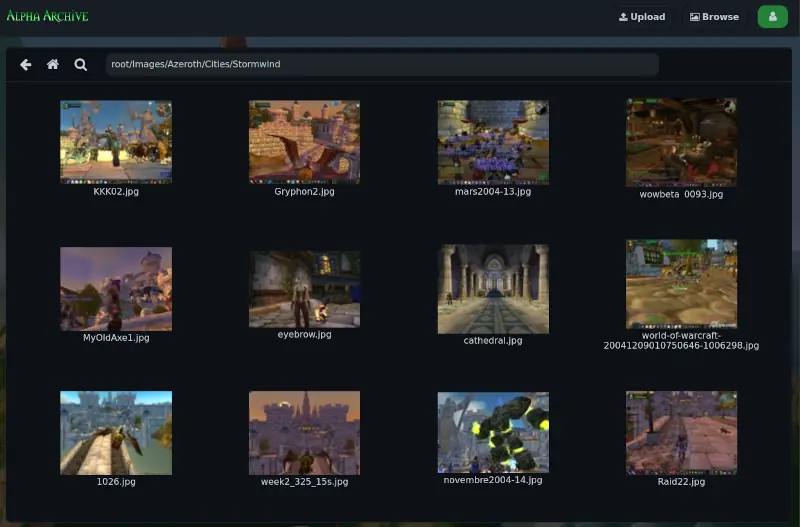 Alpha Archive
Upload
Browse
root/Images/Azeroth/Cities/Stormwind
KKK02.jpg
Gryphon2.jpg
mars2004-13.jpg
wowbeta_0093.jpg
MyOldAxe1.jpg
eyebrow.jpg
cathedral.jpg
world-of-warcraft-
20041209010750646-1006298.jpg
1026.jpg
week2_325_15s.jpg
novembre2004-14.jpg
Raid22.jpg